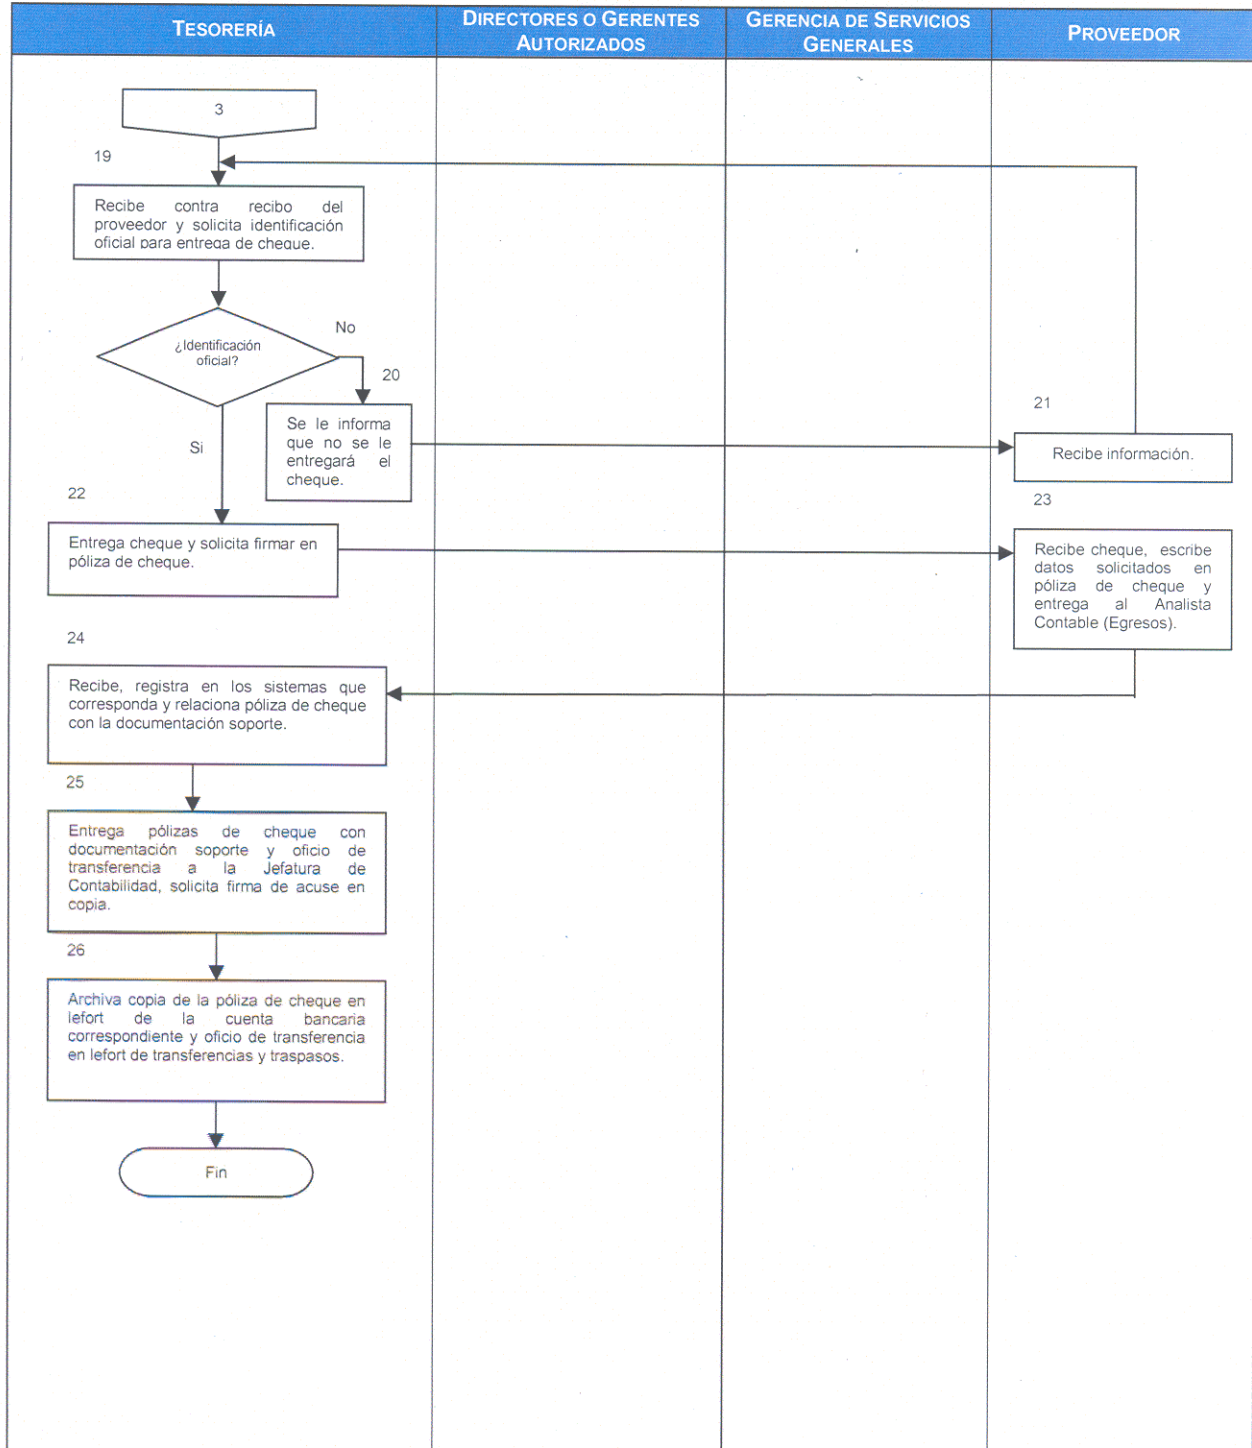 TESORERÍA
DIRECTORES O GERENTES
AUTORIZADOS
GERENCIA DE SERVICIOS
GENERALES
PROVEEDOR
3
19
Recibe contra recibo del
proveedor y solicita identificación
oficial para entrega de cheque.
¿Identificación
oficial?
No
20
Se le informa
que no se le
entregará el
cheque.
21
Recibe información.
Si
22
Entrega cheque y solicita firmar en
póliza de cheque.
23
Recibe cheque, escribe
datos solicitados en
póliza de cheque y
entrega al Analista
Contable (Egresos).
24
Recibe, registra en los sistemas que
corresponda y relaciona póliza de cheque
con la documentación soporte.
25
Entrega pólizas de cheque con
documentación soporte y oficio de
transferencia a la Jefatura de
Contabilidad, solicita firma de acuse en
copia.
26
Archiva copia de la póliza de cheque en
lefort de la cuenta bancaria
correspondiente y oficio de transferencia
en lefort de transferencias y traspasos.
Fin